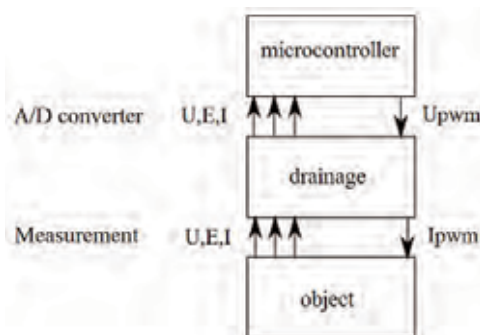 microcontroller
A/D converter U,E,I Upwm
drainage
Measurement U,E,I Ipwm
object